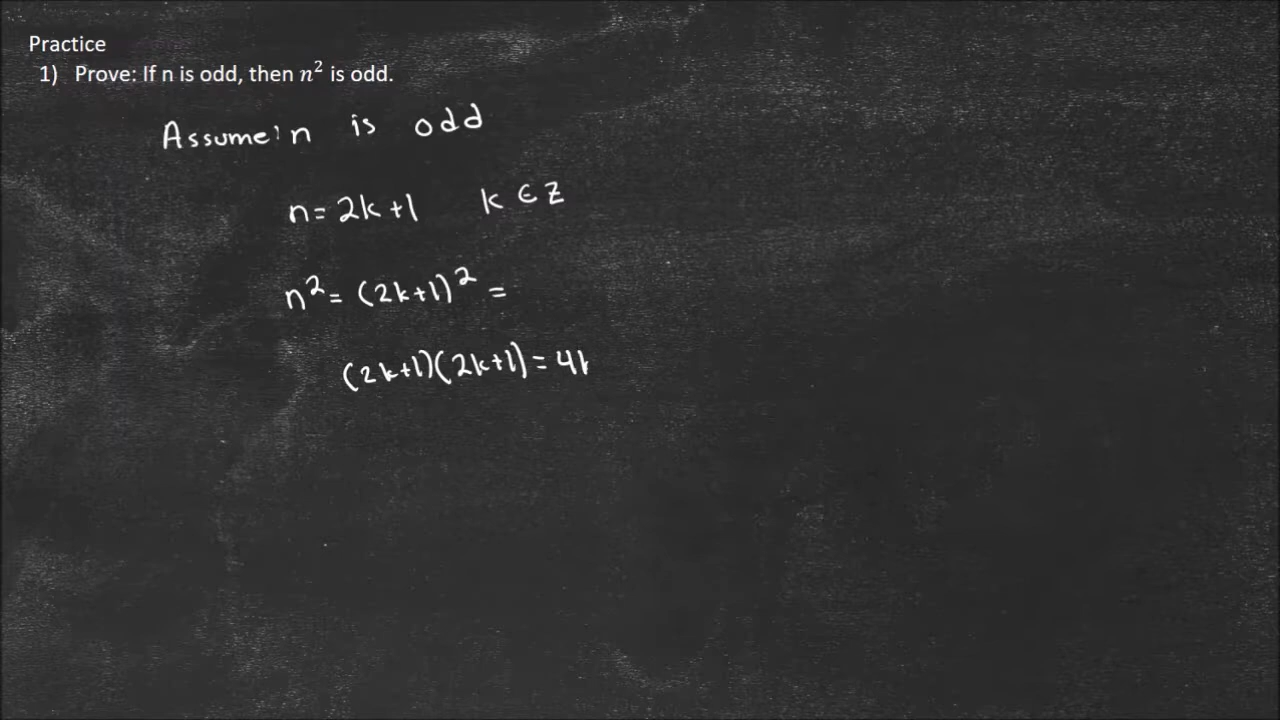 Practice
1) Prove: If n is odd, then n² is odd.
Assume: n is odd
n = 2k+1 k ∈ Z
n² = (2k+1)² =
(2k+1)(2k+1) = 4k